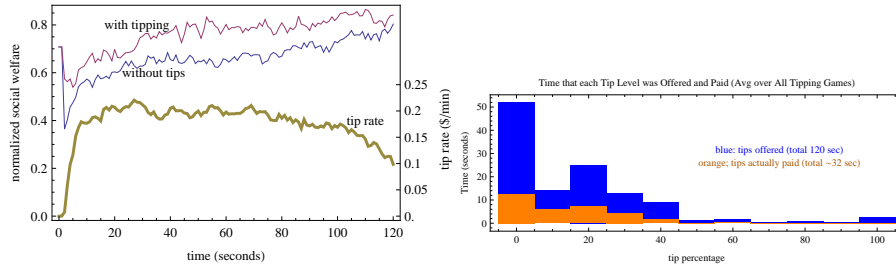 with tipping
without tips
tip rate
normalized social welfare
0.8
0.6
0.4
0.2
0.0
0 20 40 60 80 100 120
time (seconds)
0.25
0.2
0.15
0.1
0.05
0.
tip rate ($/min)
Time that each Tip Level was Offered and Paid (Avg over All Tipping Games)
blue: tips offered (total 120 sec)
orange; tips actually paid (total ~32 sec)
Time (seconds)
50
40
30
20
10
0
0 20 40 60 80 100
tip percentage